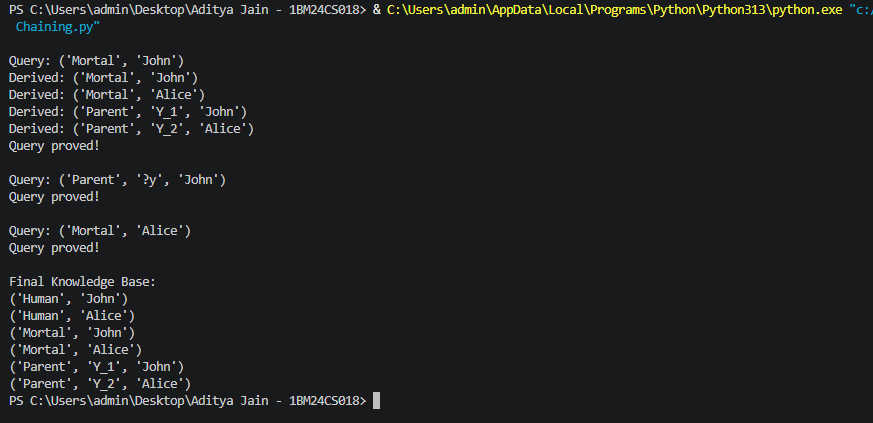 PS C:\Users\admin\Desktop\Aditya Jain - 1BM24CS018> & C:\Users\admin\AppData\Local\Programs\Python\Python313\python.exe "c:/
Chaining.py"
Query: ('Mortal', 'John')
Derived: ('Mortal', 'John')
Derived: ('Mortal', 'Alice')
Derived: ('Parent', 'Y_1', 'John')
Derived: ('Parent', 'Y_2', 'Alice')
Query proved!
Query: ('Parent', '?y', 'John')
Query proved!
Query: ('Mortal', 'Alice')
Query proved!
Final Knowledge Base:
('Human', 'John')
('Human', 'Alice')
('Mortal', 'John')
('Mortal', 'Alice')
('Parent', 'Y_1', 'John')
('Parent', 'Y_2', 'Alice')
PS C:\Users\admin\Desktop\Aditya Jain - 1BM24CS018>